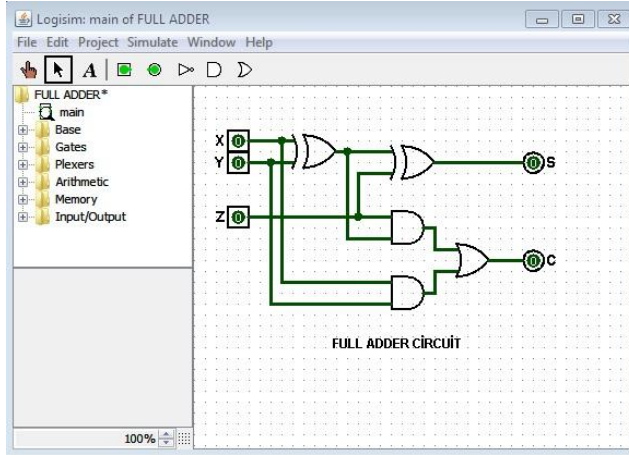 Logisim: main of FULL ADDER
File Edit Project Simulate Window Help
A
FULL ADDER*
main
Base
Gates
Plexers
Arithmetic
Memory
Input/Output
X 0
Y 0
Z 0
0 S
0 C
FULL ADDER CİRCUİT
100%